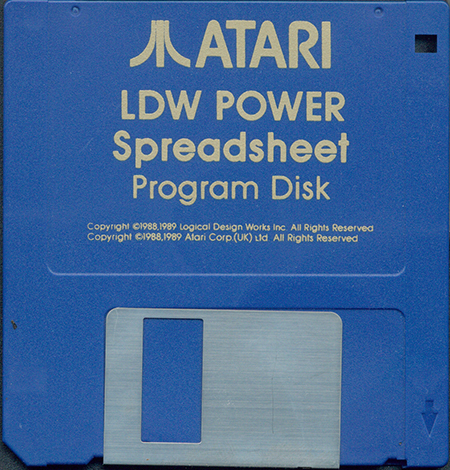 ATARI
LDW POWER
Spreadsheet
Program Disk
Copyright ©1988,1989 Logical Design Works Inc. All Rights Reserved
Copyright ©1988,1989 Atari Corp.(UK) Ltd. All Rights Reserved